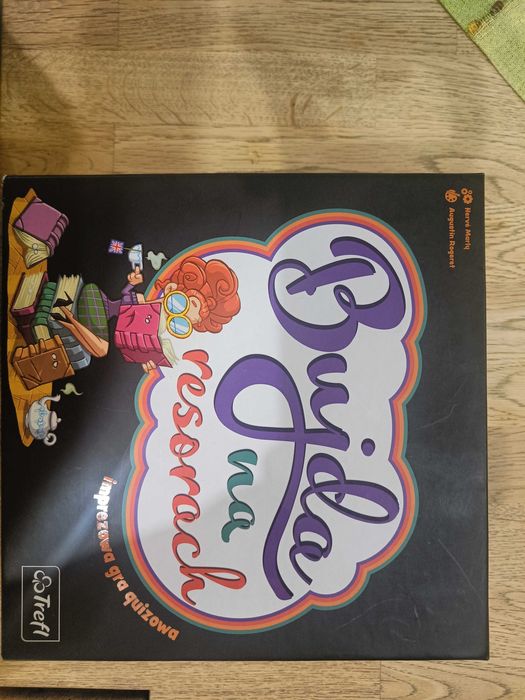 Hervé Marly
Augustin Rogeret
Bujda
na
resorach
imprezowa gra quizowa
Trefl